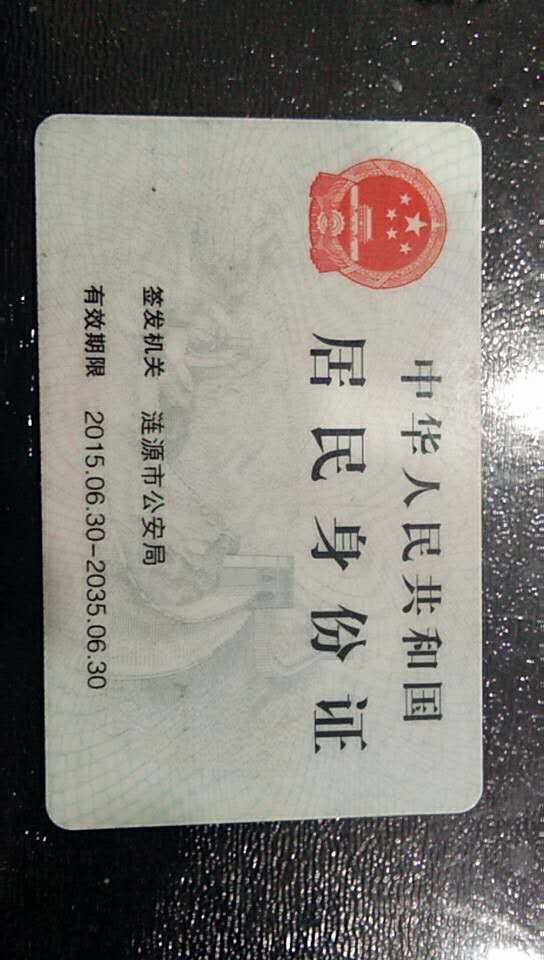 中华人民共和国
居民身份证
签发机关 涟源市公安局
有效期限 2015.06.30-2035.06.30